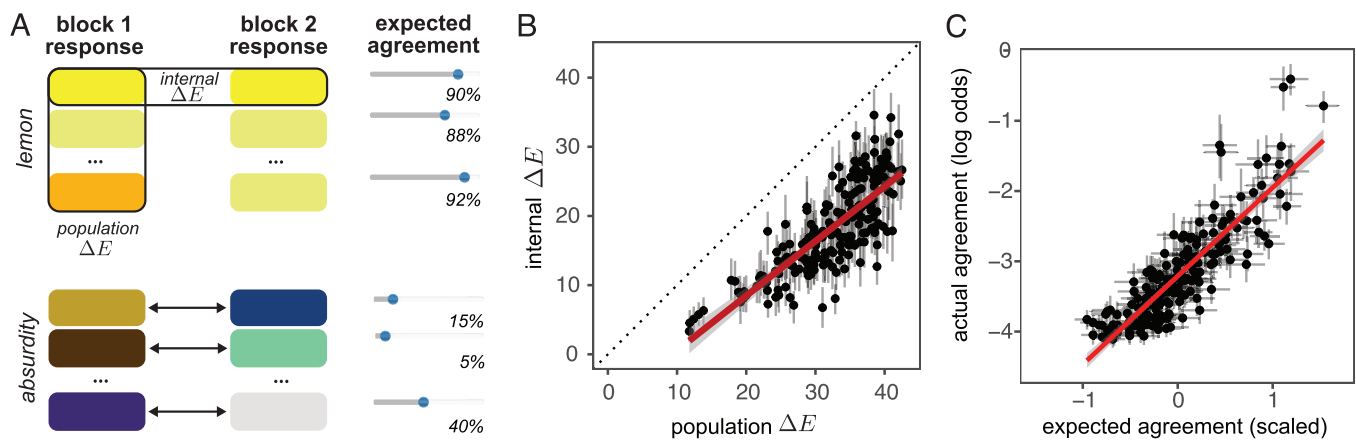 A
block 1
response
block 2
response
expected
agreement
lemon
internal
ΔE
90%
88%
...
...
92%
population
ΔE
absurdity
15%
5%
...
...
40%
B
internal ΔE
40
30
20
10
0
0
10
20
30
40
population ΔE
C
actual agreement (log odds)
0
−1
−2
−3
−4
−1
0
1
expected agreement (scaled)